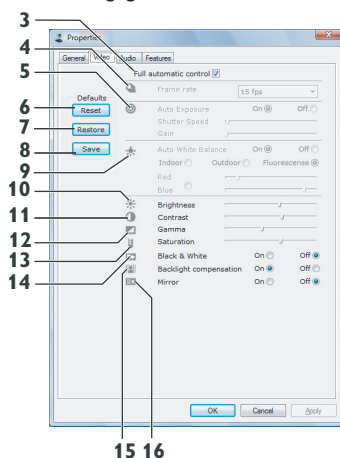 3
4
5
6
7
8
9
10
11
12
13
14
15 16
Properties
General Video Audio Features
Full automatic control
Defaults
Reset
Restore
Save
Frame rate 15 fps
Auto Exposure On Off
Shutter Speed
Gain
Auto White Balance On Off
Indoor Outdoor Fluorescense
Red
Blue
Brightness
Contrast
Gamma
Saturation
Black & White On Off
Backlight compensation On Off
Mirror On Off
OK Cancel Apply